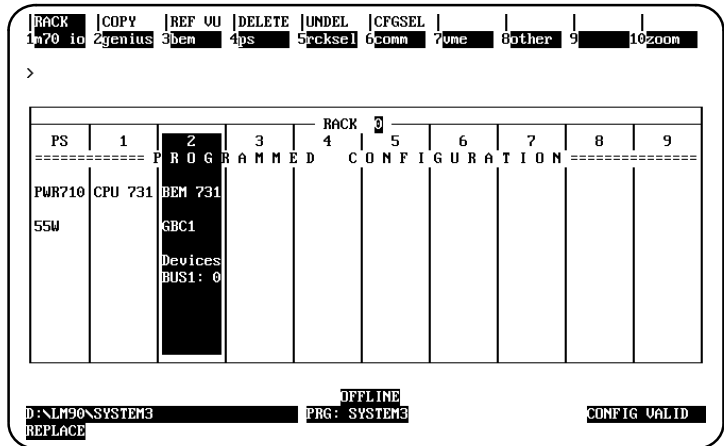 RACK COPY REF VU DELETE UNDEL CFGSEL
1m70 io 2genius 3bem 4ps 5rcksel 6comm 7vme 8other 9 10zoom
>
RACK 0
PS 1 2 3 4 5 6 7 8 9
============= P R O G R A M M E D C O N F I G U R A T I O N ===============
PWR710 CPU 731 BEM 731
55W GBC1
Devices
BUS1: 0
OFFLINE
D:\LM90\SYSTEM3 PRG: SYSTEM3 CONFIG VALID
REPLACE